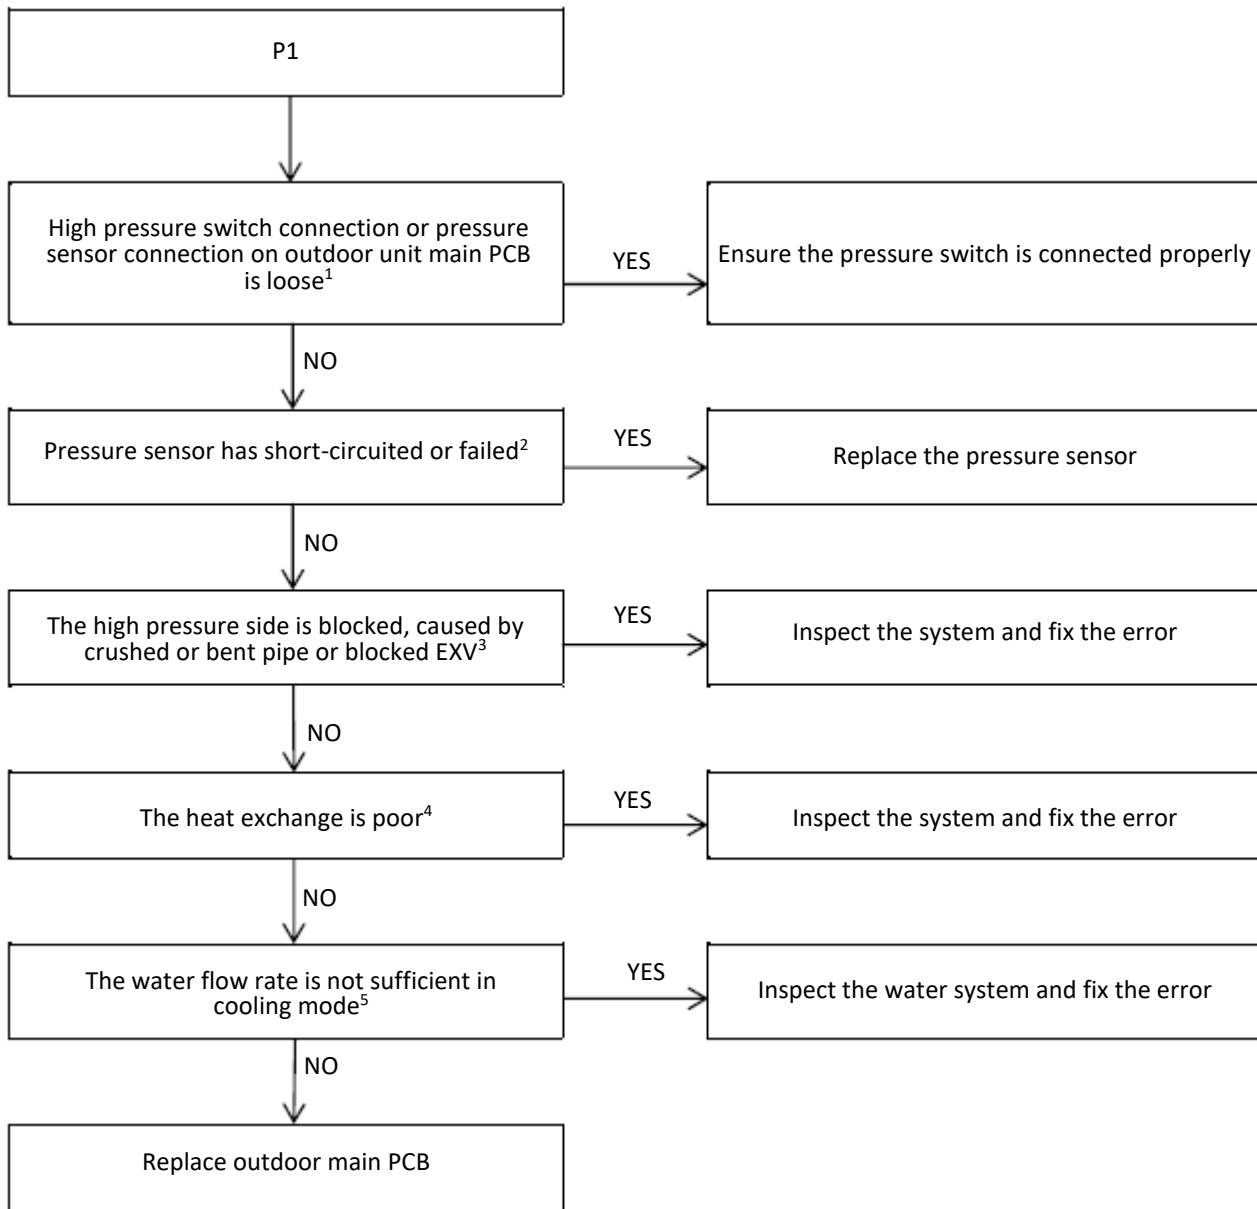 P1
High pressure switch connection or pressure
sensor connection on outdoor unit main PCB
is loose¹
YES
Ensure the pressure switch is connected properly
NO
Pressure sensor has short-circuited or failed²
YES
Replace the pressure sensor
NO
The high pressure side is blocked, caused by
crushed or bent pipe or blocked EXV³
YES
Inspect the system and fix the error
NO
The heat exchange is poor⁴
YES
Inspect the system and fix the error
NO
The water flow rate is not sufficient in
cooling mode⁵
YES
Inspect the water system and fix the error
NO
Replace outdoor main PCB